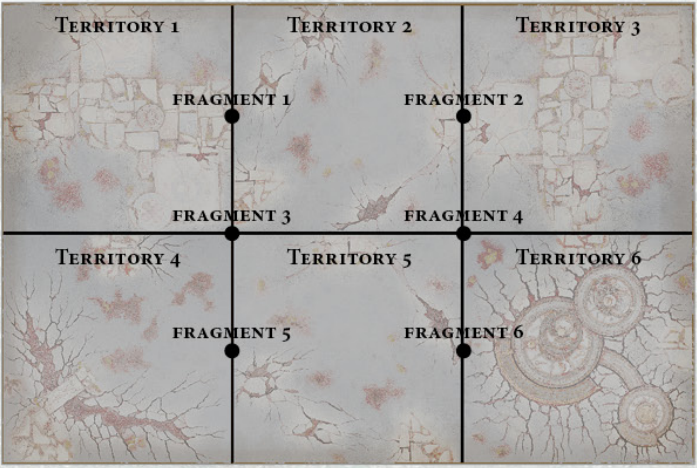 Territory 1
Territory 2
Territory 3
Fragment 1
Fragment 2
Fragment 3
Fragment 4
Territory 4
Territory 5
Territory 6
Fragment 5
Fragment 6